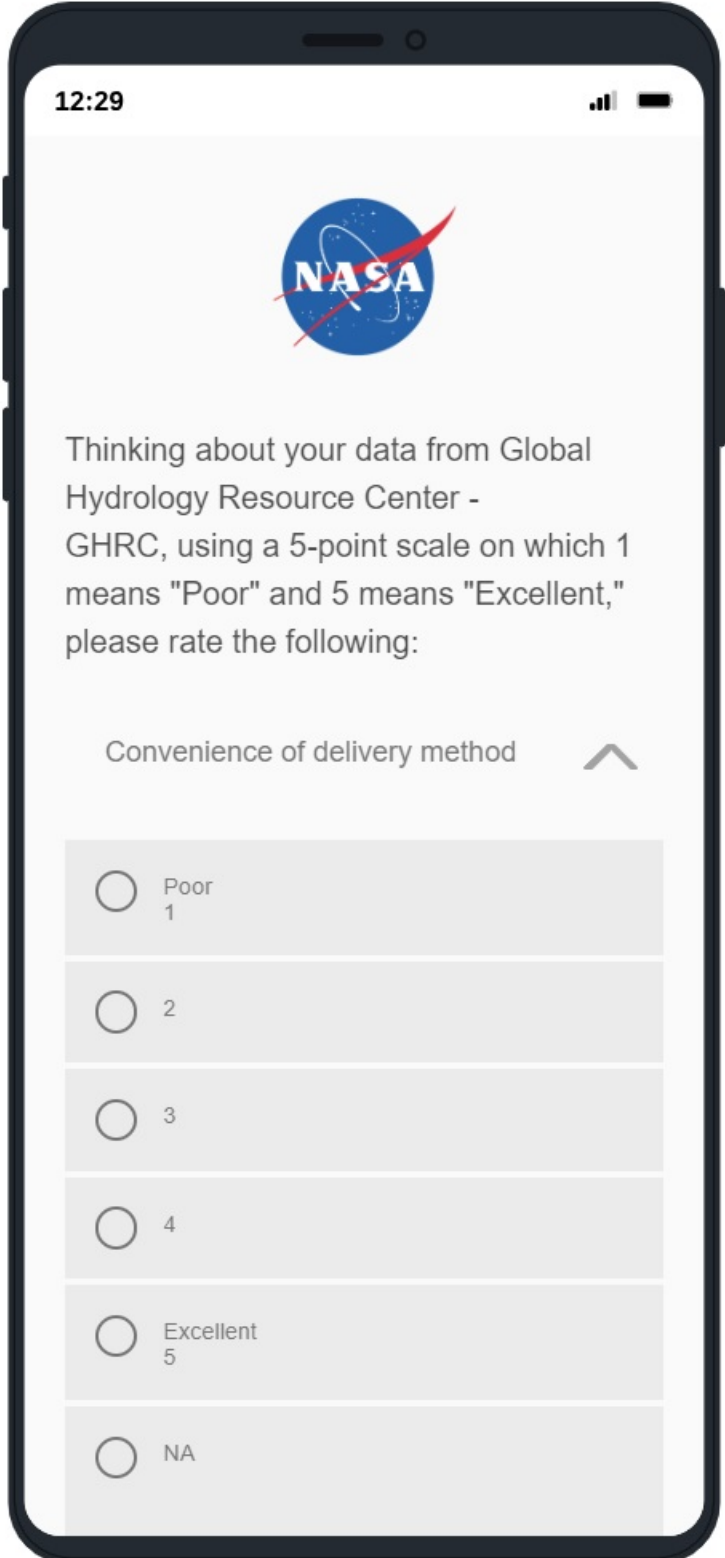 12:29
NASA
Thinking about your data from Global
Hydrology Resource Center -
GHRC, using a 5-point scale on which 1
means "Poor" and 5 means "Excellent,"
please rate the following:
Convenience of delivery method
Poor
1
2
3
4
Excellent
5
NA